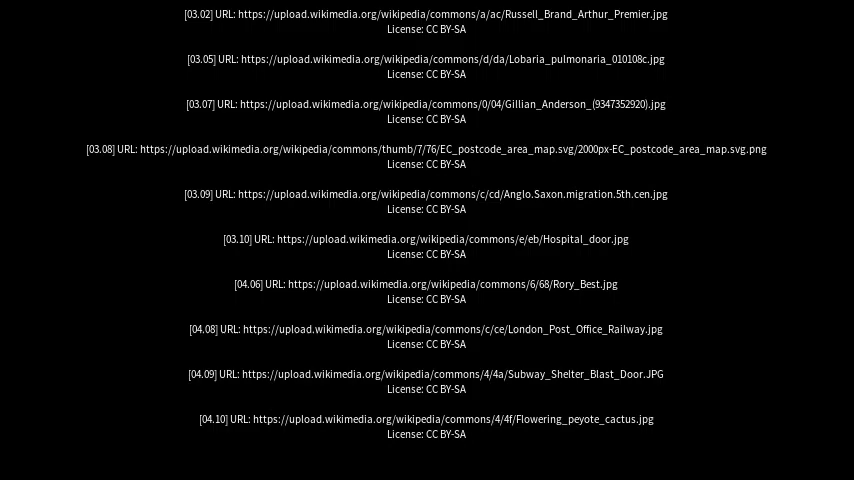 [03.02] URL: https://upload.wikimedia.org/wikipedia/commons/a/ac/Russell_Brand_Arthur_Premier.jpg
License: CC BY-SA
[03.05] URL: https://upload.wikimedia.org/wikipedia/commons/d/da/Lobaria_pulmonaria_010108c.jpg
License: CC BY-SA
[03.07] URL: https://upload.wikimedia.org/wikipedia/commons/0/04/Gillian_Anderson_(9347352920).jpg
License: CC BY-SA
[03.08] URL: https://upload.wikimedia.org/wikipedia/commons/thumb/7/76/EC_postcode_area_map.svg/2000px-EC_postcode_area_map.svg.png
License: CC BY-SA
[03.09] URL: https://upload.wikimedia.org/wikipedia/commons/c/cd/Anglo.Saxon.migration.5th.cen.jpg
License: CC BY-SA
[03.10] URL: https://upload.wikimedia.org/wikipedia/commons/e/eb/Hospital_door.jpg
License: CC BY-SA
[04.06] URL: https://upload.wikimedia.org/wikipedia/commons/6/68/Rory_Best.jpg
License: CC BY-SA
[04.08] URL: https://upload.wikimedia.org/wikipedia/commons/c/ce/London_Post_Office_Railway.jpg
License: CC BY-SA
[04.09] URL: https://upload.wikimedia.org/wikipedia/commons/4/4a/Subway_Shelter_Blast_Door.JPG
License: CC BY-SA
[04.10] URL: https://upload.wikimedia.org/wikipedia/commons/4/4f/Flowering_peyote_cactus.jpg
License: CC BY-SA